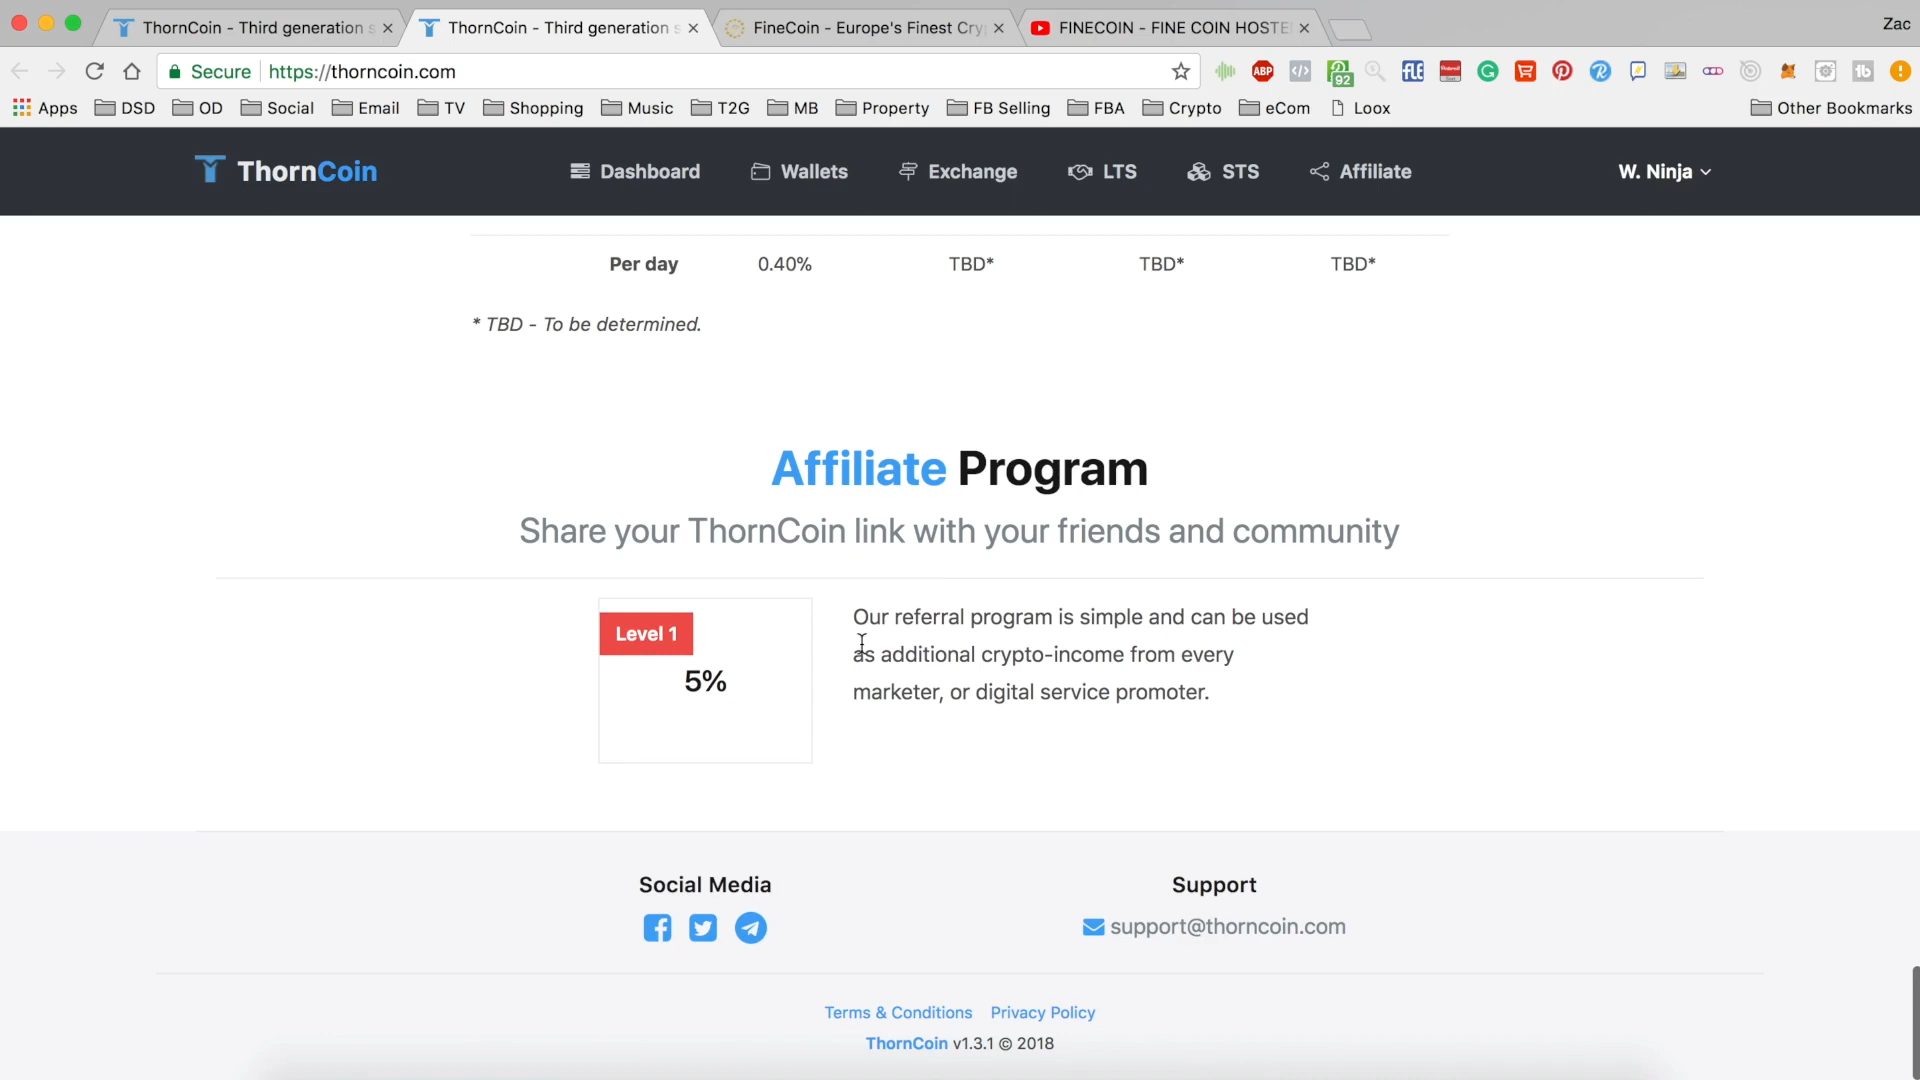 ThornCoin - Third generation s
ThornCoin - Third generation s
FineCoin - Europe's Finest Cry
FINECOIN - FINE COIN HOSTE
Zac
Secure
https://thorncoin.com
ABP
92
Apps
DSD
OD
Social
Email
TV
Shopping
Music
T2G
MB
Property
FB Selling
FBA
Crypto
eCom
Loox
Other Bookmarks
ThornCoin
Dashboard
Wallets
Exchange
LTS
STS
Affiliate
W. Ninja
Per day 0.40% TBD* TBD* TBD*
* TBD - To be determined.
Affiliate Program
Share your ThornCoin link with your friends and community
Level 1
5%
Our referral program is simple and can be used
as additional crypto-income from every
marketer, or digital service promoter.
Social Media
Support
support@thorncoin.com
Terms & Conditions Privacy Policy
ThornCoin v1.3.1 © 2018